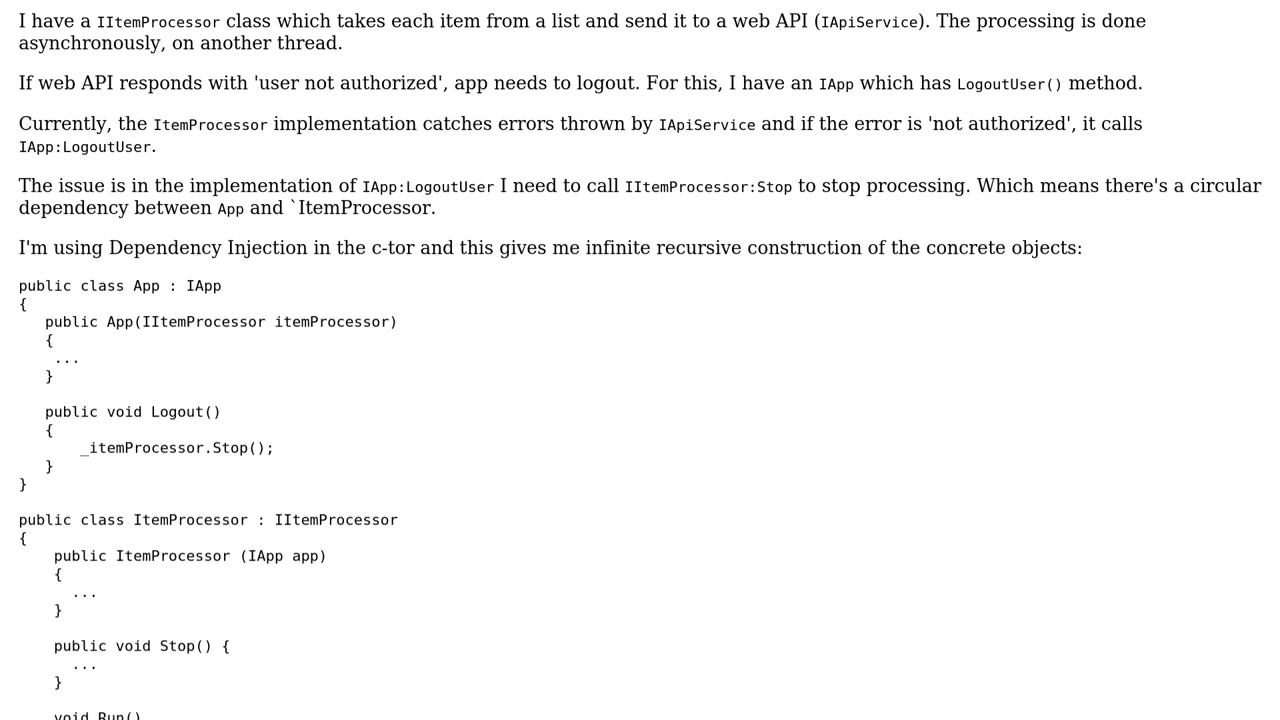 I have a IItemProcessor class which takes each item from a list and send it to a web API (IApiService). The processing is done
asynchronously, on another thread.
If web API responds with 'user not authorized', app needs to logout. For this, I have an IApp which has LogoutUser() method.
Currently, the ItemProcessor implementation catches errors thrown by IApiService and if the error is 'not authorized', it calls
IApp:LogoutUser.
The issue is in the implementation of IApp:LogoutUser I need to call IItemProcessor:Stop to stop processing. Which means there's a circular
dependency between App and `ItemProcessor.
I'm using Dependency Injection in the c-tor and this gives me infinite recursive construction of the concrete objects:
public class App : IApp
{
   public App(IItemProcessor itemProcessor)
   {
    ...
   }
   public void Logout()
   {
       _itemProcessor.Stop();
   }
}
public class ItemProcessor : IItemProcessor
{
    public ItemProcessor (IApp app)
    {
      ...
    }
    public void Stop() {
      ...
    }
    void Run()